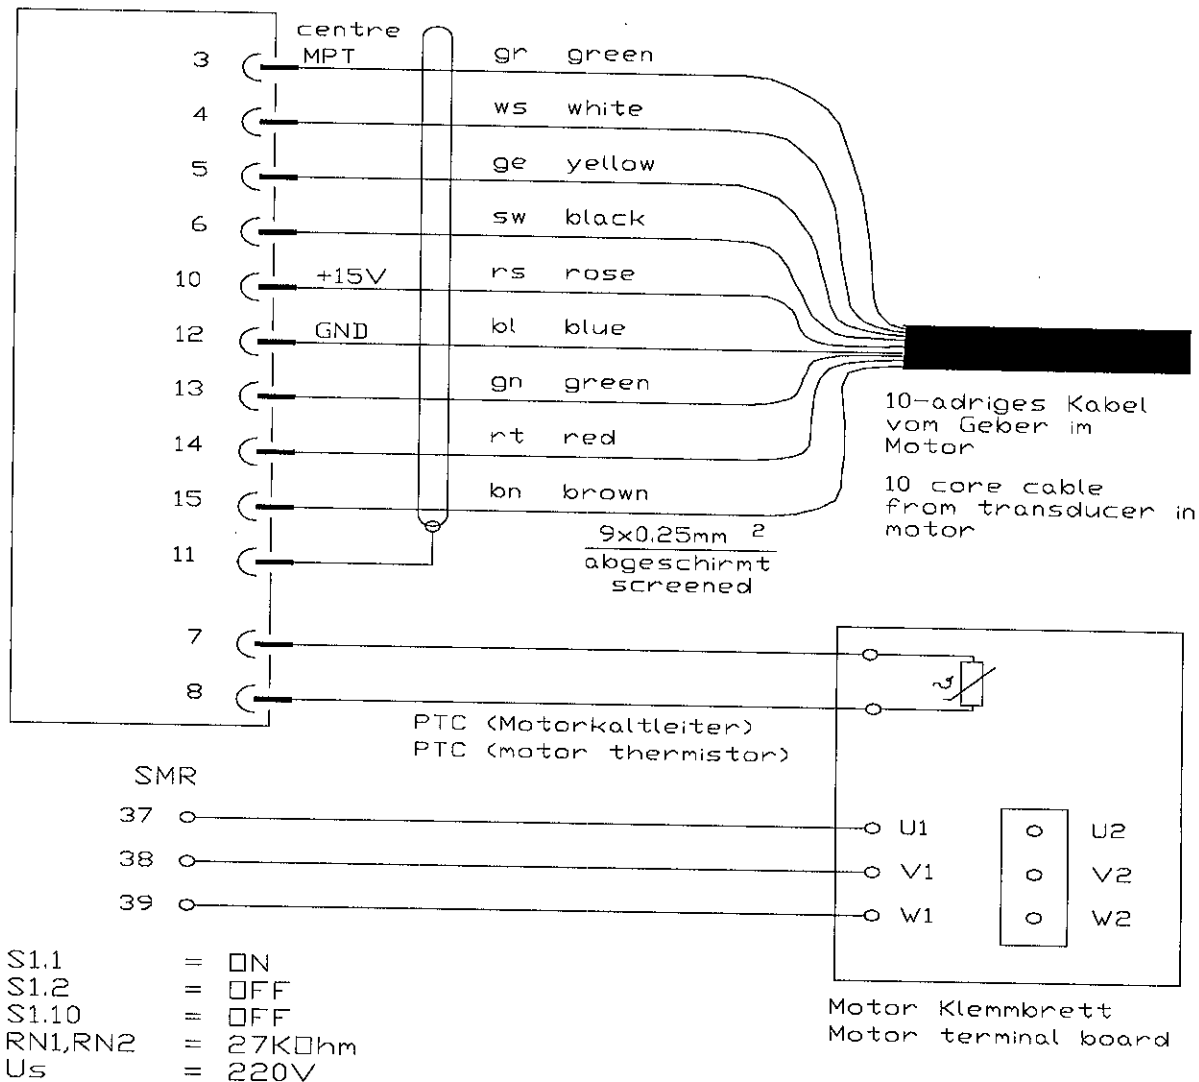 centre
3 MPT gr green
4 ws white
5 ge yellow
6 sw black
10 +15V rs rose
12 GND bl blue
13 gn green
14 rt red
15 bn brown
11
9x0.25mm 2
abgeschirmt
screened
10-adriges Kabel
vom Geber im
Motor
10 core cable
from transducer in
motor
7
8
PTC (Motorkaltleiter)
PTC (motor thermistor)
SMR
37 U1 U2
38 V1 V2
39 W1 W2
S1.1 = ON
S1.2 = OFF
S1.10 = OFF
RN1,RN2 = 27KOhm
Us = 220V
Motor Klemmbrett
Motor terminal board